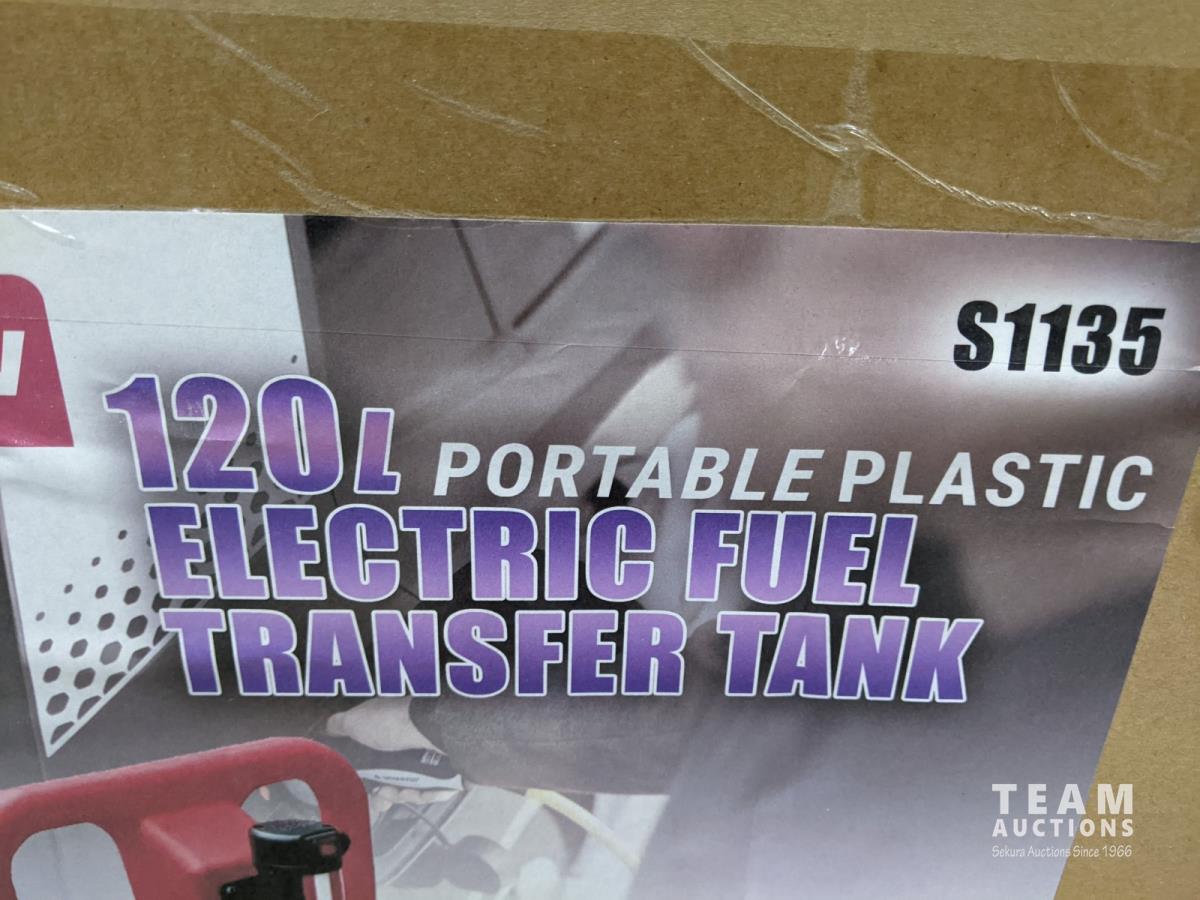 S1135
120L PORTABLE PLASTIC
ELECTRIC FUEL
TRANSFER TANK
TEAM
AUCTIONS
Sekura Auctions Since 1966